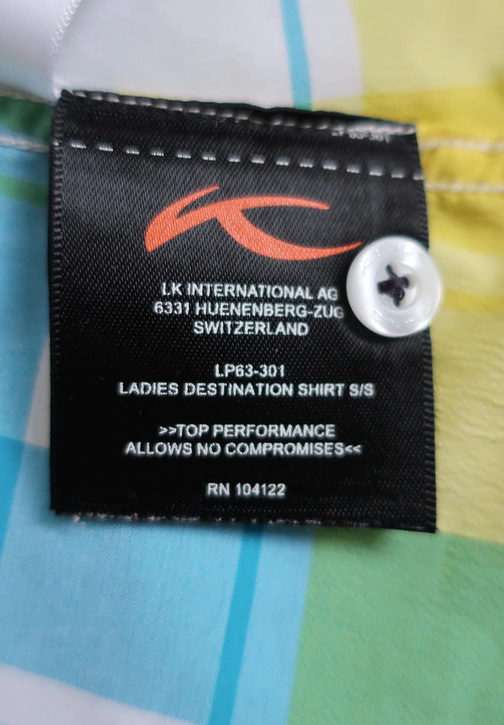 LK INTERNATIONAL AG
6331 HUENENBERG-ZUG
SWITZERLAND
LP63-301
LADIES DESTINATION SHIRT S/S
>>TOP PERFORMANCE
ALLOWS NO COMPROMISES<<
RN 104122